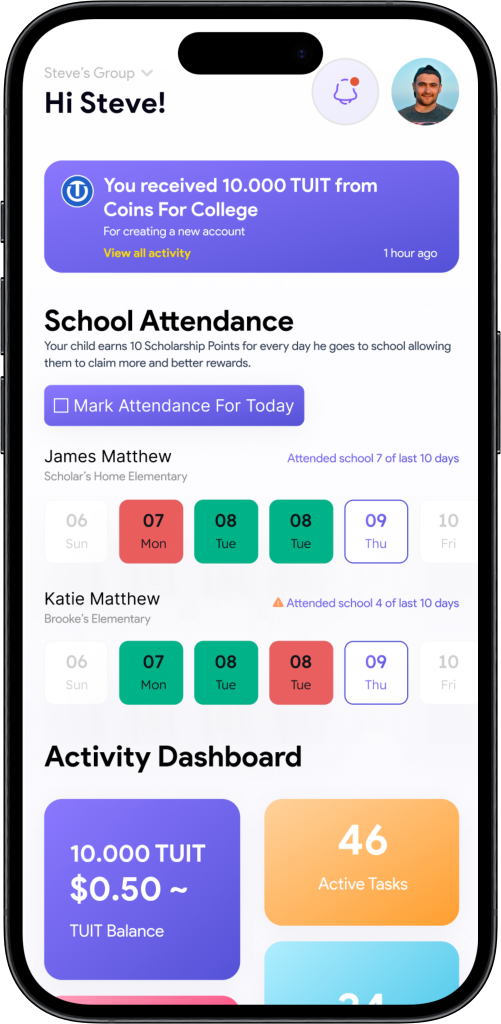 Steve's Group
Hi Steve!
You received 10.000 TUIT from
Coins For College
For creating a new account
View all activity
1 hour ago
School Attendance
Your child earns 10 Scholarship Points for every day he goes to school allowing
them to claim more and better rewards.
Mark Attendance For Today
James Matthew
Attended school 7 of last 10 days
Scholar's Home Elementary
06 07 08 08 09 10
Sun Mon Tue Tue Thu Fri
Katie Matthew
Attended school 4 of last 10 days
Brooke's Elementary
06 07 08 08 09 10
Sun Mon Tue Tue Thu Fri
Activity Dashboard
10.000 TUIT
$0.50 ~
TUIT Balance
46
Active Tasks